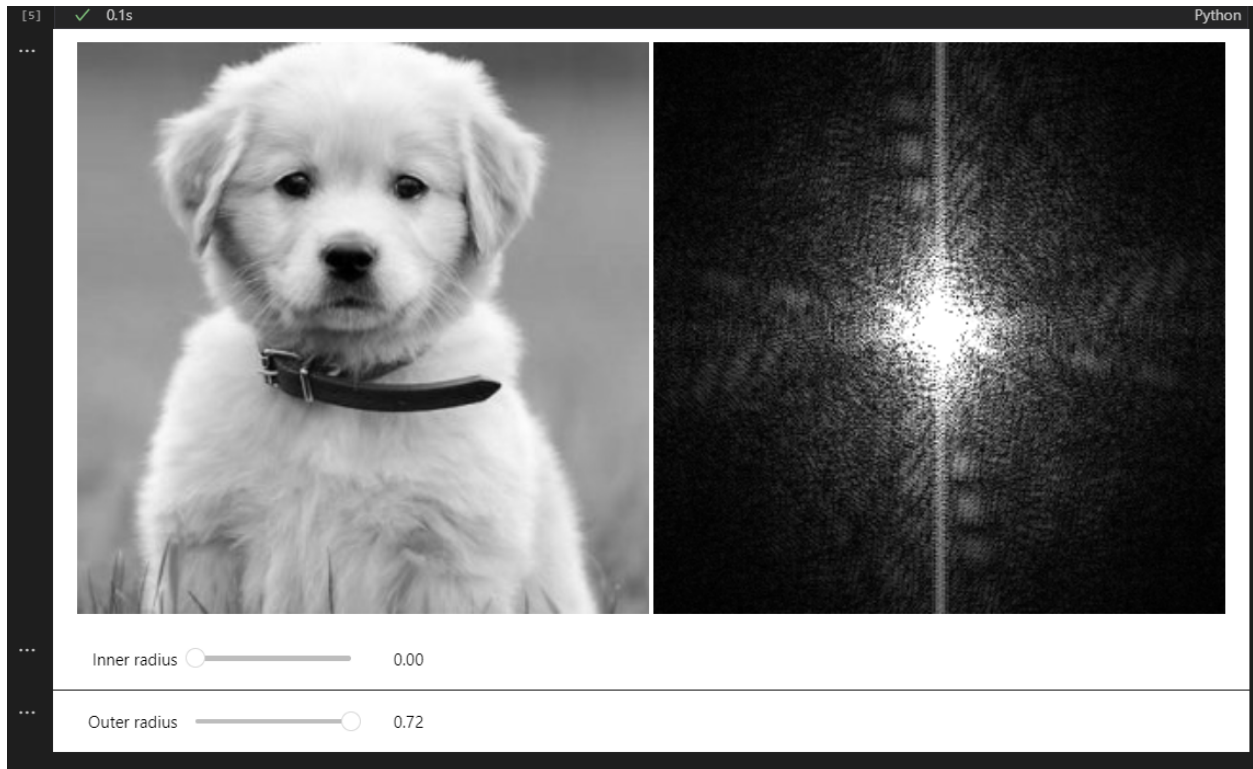 [5] ✓ 0.1s Python
...
...
Inner radius 0.00
...
Outer radius 0.72